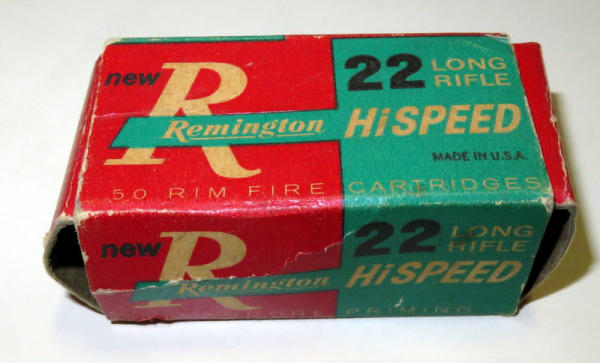 new
R
Remington
22 LONG
RIFLE
HiSPEED
MADE IN U.S.A.
50 RIM FIRE CARTRIDGES
new
R
Remington
22 LONG
RIFLE
HiSPEED
PRIMING